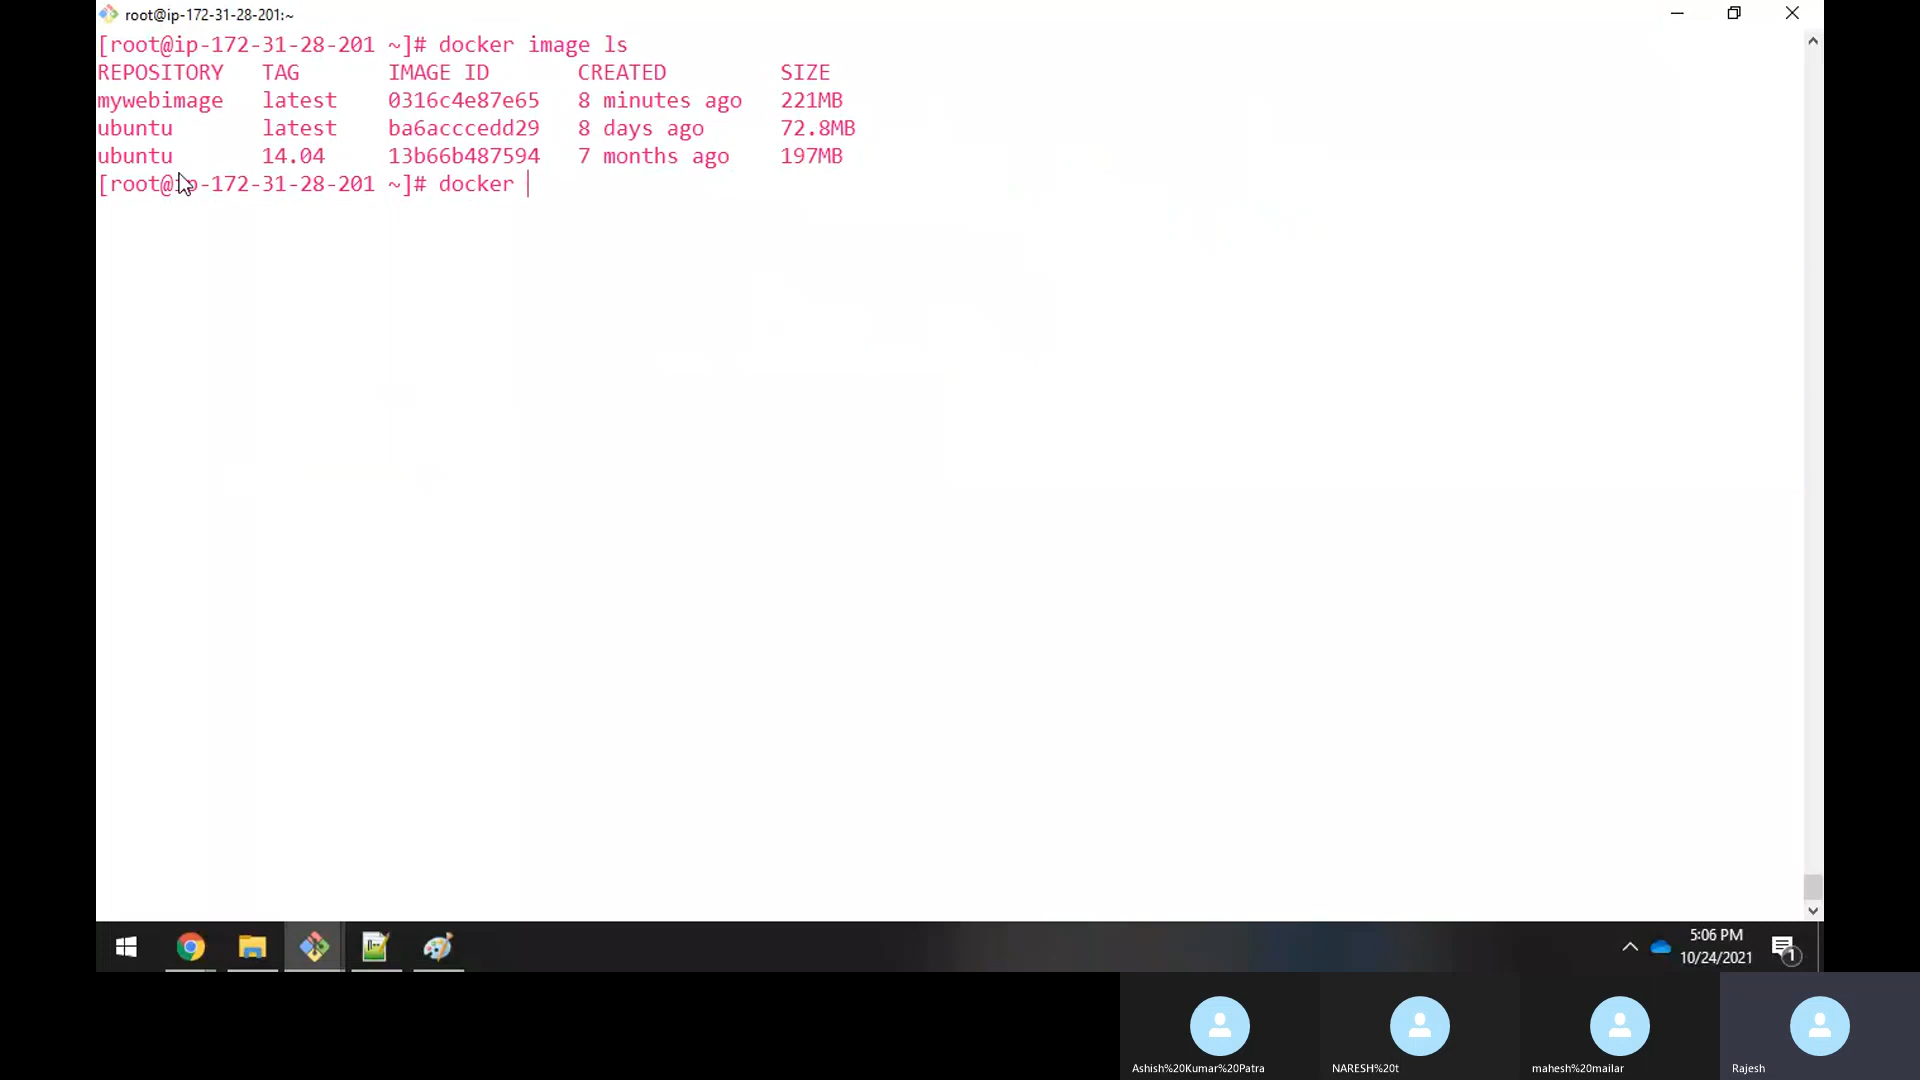 root@ip-172-31-28-201:~
[root@ip-172-31-28-201 ~]# docker image ls
REPOSITORY TAG IMAGE ID CREATED SIZE
mywebimage latest 0316c4e87e65 8 minutes ago 221MB
ubuntu latest ba6acccedd29 8 days ago 72.8MB
ubuntu 14.04 13b66b487594 7 months ago 197MB
[root@ip-172-31-28-201 ~]# docker
5:06 PM
10/24/2021
1
Ashish%20Kumar%20Patra
NARESH%20t
mahesh%20mailar
Rajesh